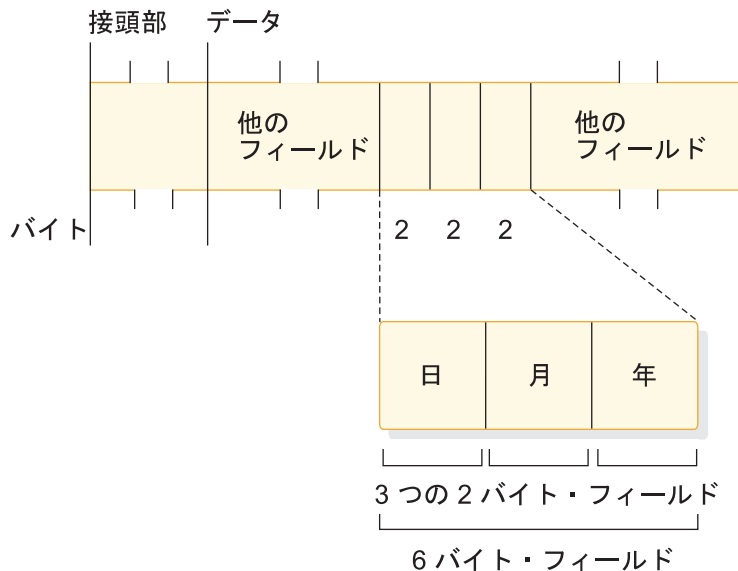 接頭部 データ
他の
フィールド
他の
フィールド
バイト 2 2 2
日 月 年
3 つの 2 バイト・フィールド
6 バイト・フィールド